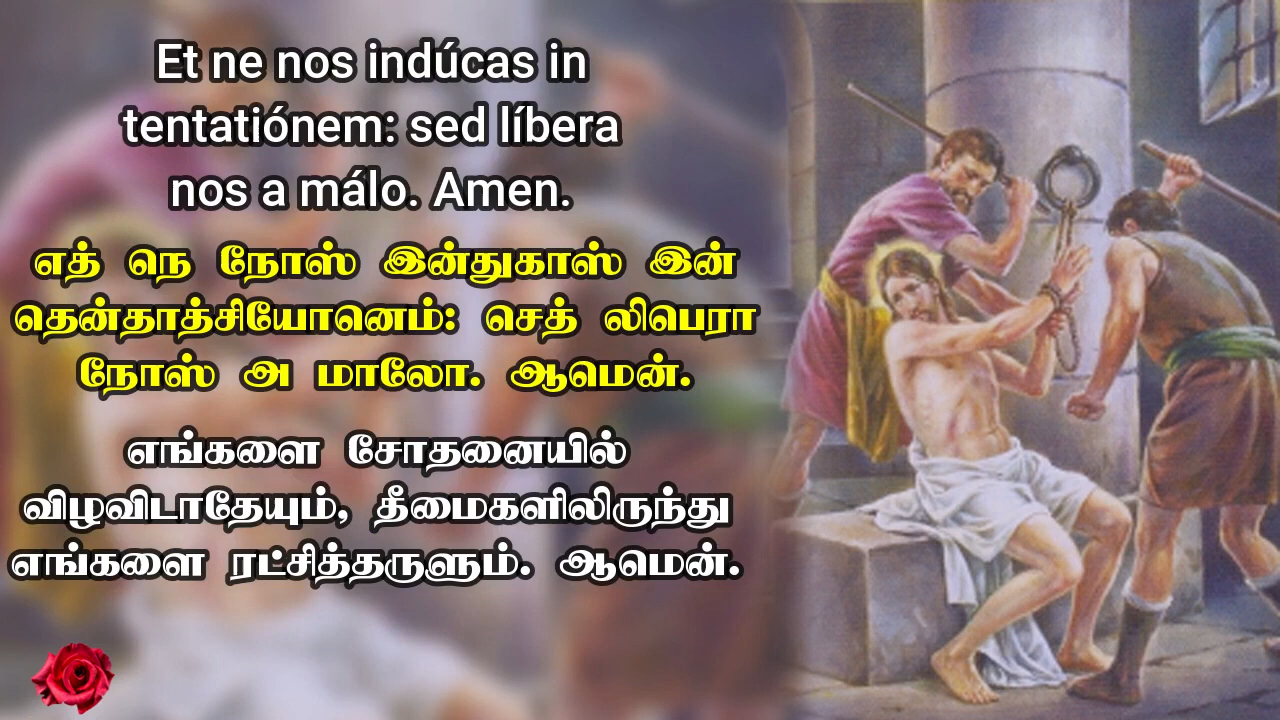 Et ne nos indúcas in
tentatiónem: sed líbera
nos a málo. Amen.
எத் நெ நோஸ் இன்துகாஸ் இன்
தென்தாத்சியோனெம்: செத் லிபெரா
நோஸ் அ மாலோ. ஆமென்.
எங்களை சோதனையில்
விழவிடாதேயும், தீமைகளிலிருந்து
எங்களை ரட்சித்தருளும். ஆமென்.